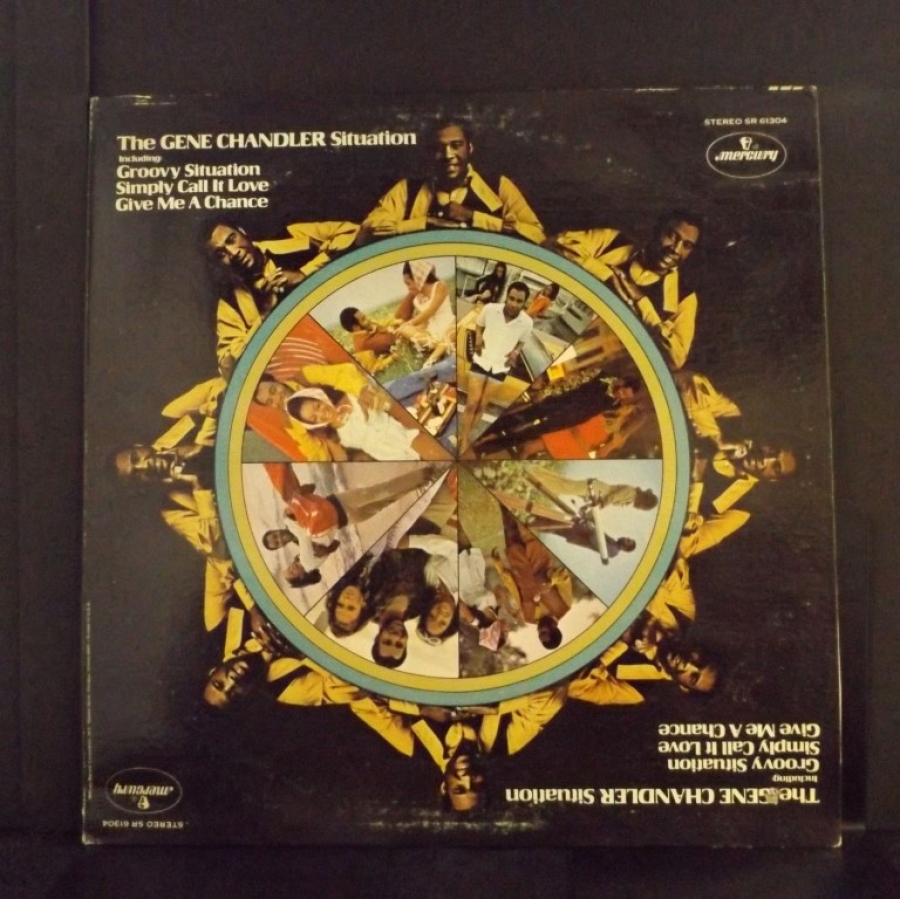 The GENE CHANDLER Situation
Including:
Groovy Situation
Simply Call It Love
Give Me A Chance
STEREO SR 61304
mercury
The GENE CHANDLER Situation
Including:
Groovy Situation
Simply Call It Love
Give Me A Chance
STEREO SR 61304
mercury